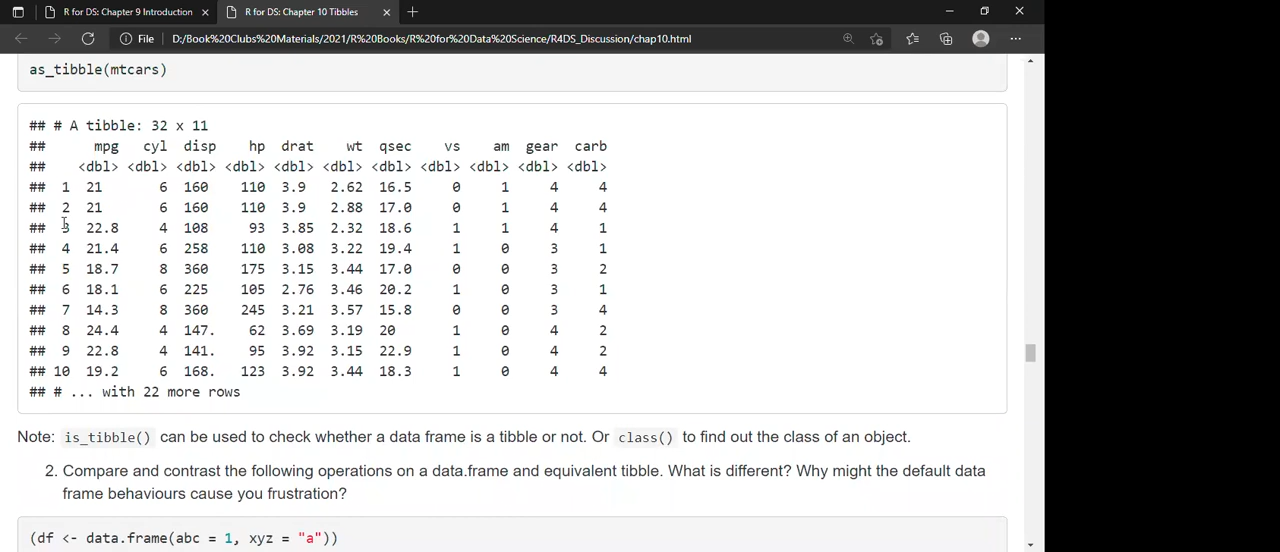 R for DS: Chapter 9 Introduction
R for DS: Chapter 10 Tibbles
File
D:/Book%20Clubs%20Materials/2021/R%20Books/R%20for%20Data%20Science/R4DS_Discussion/chap10.html
as_tibble(mtcars)
## # A tibble: 32 x 11
## mpg cyl disp hp drat wt qsec vs am gear carb
## <dbl> <dbl> <dbl> <dbl> <dbl> <dbl> <dbl> <dbl> <dbl> <dbl> <dbl>
## 1 21 6 160 110 3.9 2.62 16.5 0 1 4 4
## 2 21 6 160 110 3.9 2.88 17.0 0 1 4 4
## 3 22.8 4 108 93 3.85 2.32 18.6 1 1 4 1
## 4 21.4 6 258 110 3.08 3.22 19.4 1 0 3 1
## 5 18.7 8 360 175 3.15 3.44 17.0 0 0 3 2
## 6 18.1 6 225 105 2.76 3.46 20.2 1 0 3 1
## 7 14.3 8 360 245 3.21 3.57 15.8 0 0 3 4
## 8 24.4 4 147. 62 3.69 3.19 20 1 0 4 2
## 9 22.8 4 141. 95 3.92 3.15 22.9 1 0 4 2
## 10 19.2 6 168. 123 3.92 3.44 18.3 1 0 4 4
## # ... with 22 more rows
Note: is_tibble() can be used to check whether a data frame is a tibble or not. Or class() to find out the class of an object.
2. Compare and contrast the following operations on a data.frame and equivalent tibble. What is different? Why might the default data
frame behaviours cause you frustration?
(df <- data.frame(abc = 1, xyz = "a"))